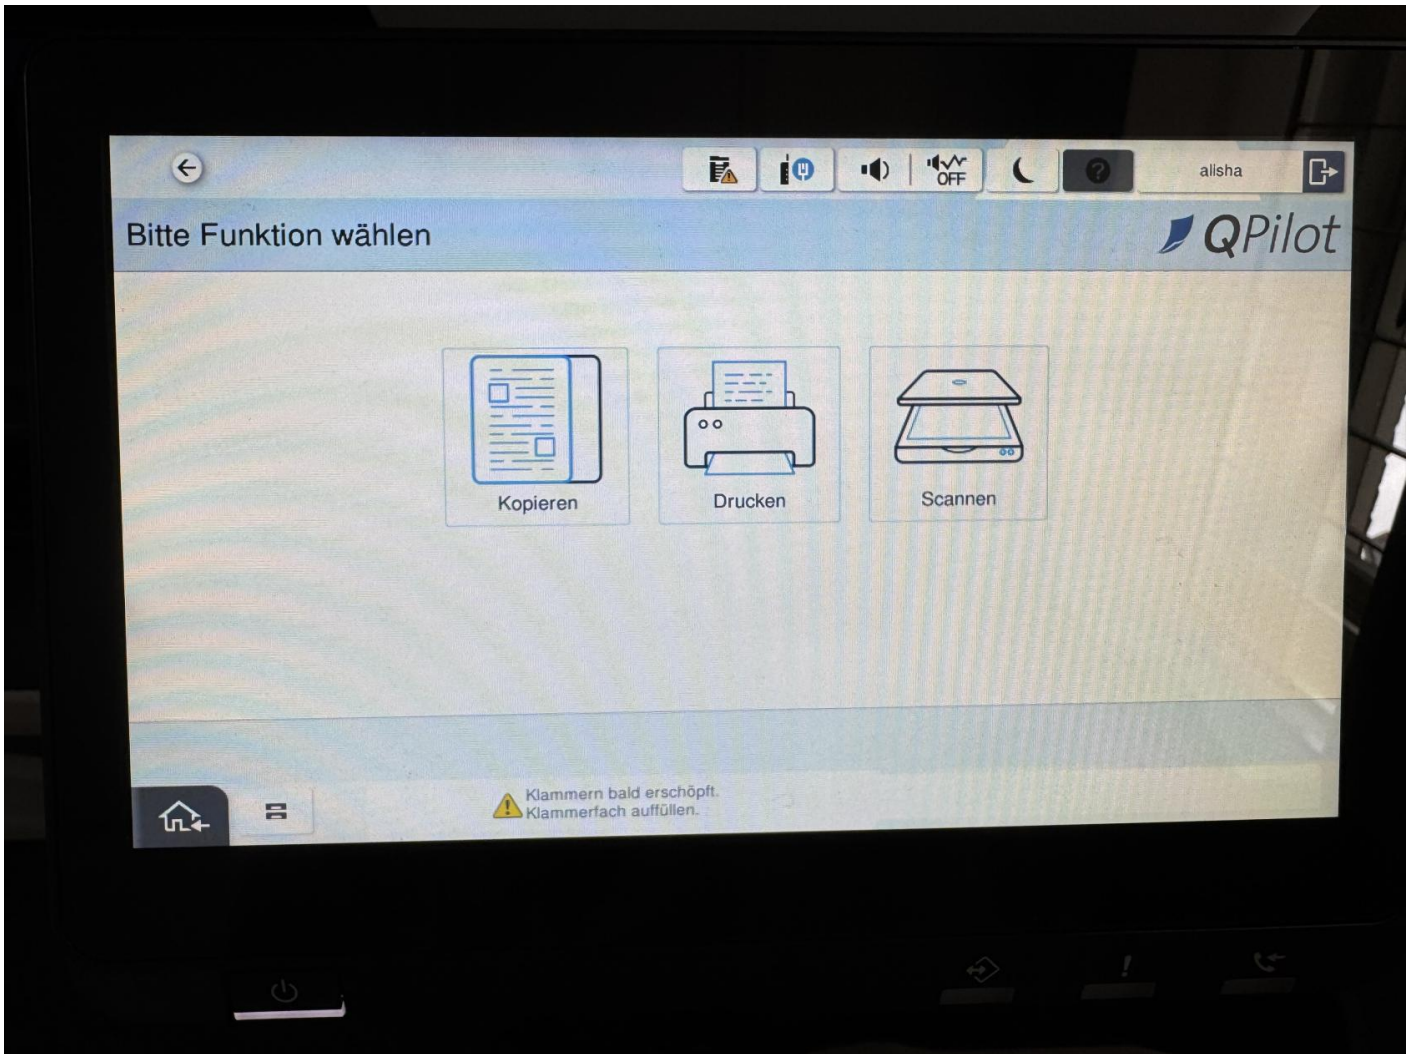 OFF
?
alisha
Bitte Funktion wählen
QPilot
Kopieren
Drucken
Scannen
Klammern bald erschöpft.
Klammerfach auffüllen.